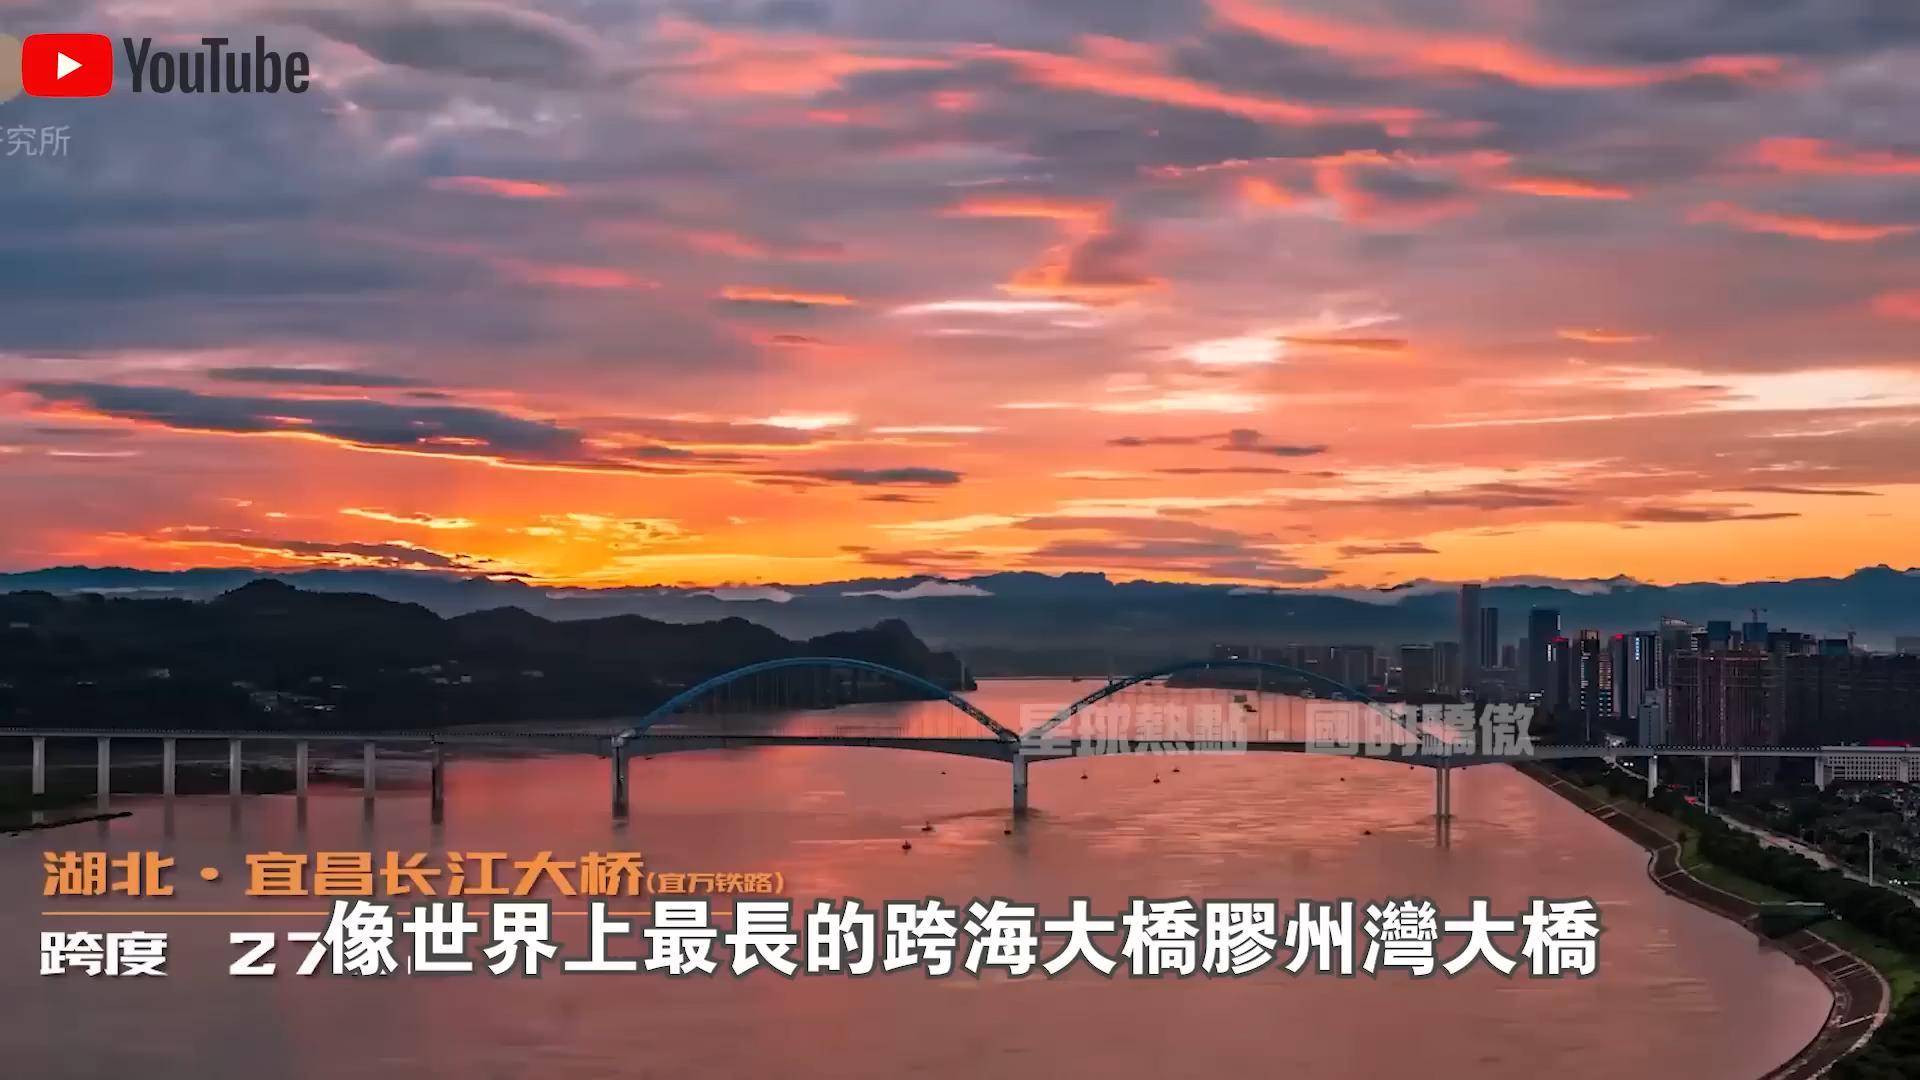 YouTube
究所
星球熱點·國的驕傲
湖北·宜昌长江大桥(宜万铁路)
跨度 27
像世界上最長的跨海大橋膠州灣大橋